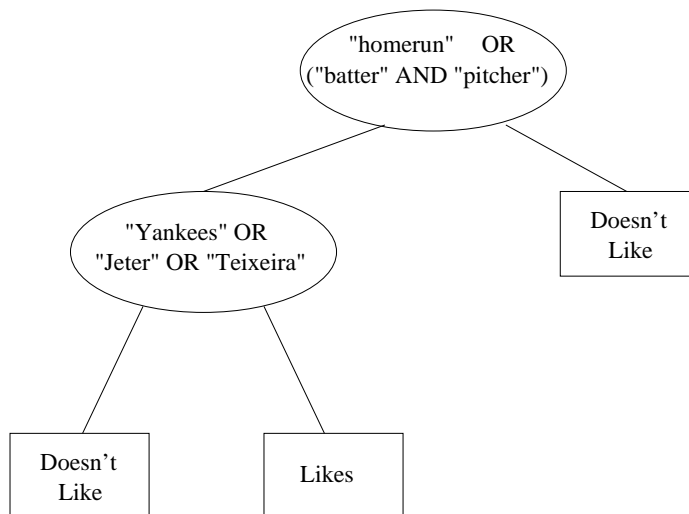 "homerun" OR
("batter" AND "pitcher")
"Yankees" OR
"Jeter" OR "Teixeira"
Doesn't
Like
Doesn't
Like
Likes